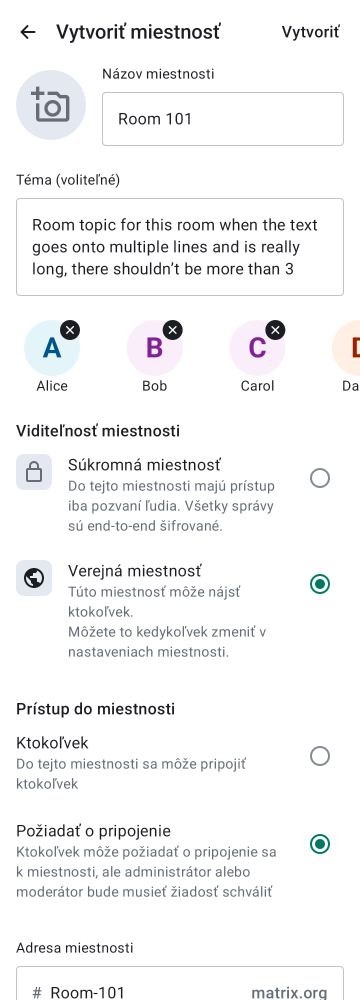 Vytvoriť miestnosť
Vytvoriť
Názov miestnosti
Room 101
Téma (voliteľné)
Room topic for this room when the text
goes onto multiple lines and is really
long, there shouldn’t be more than 3
A
B
C
Alice
Bob
Carol
Da
Viditeľnosť miestnosti
Súkromná miestnosť
Do tejto miestnosti majú prístup
iba pozvaní ľudia. Všetky správy
sú end-to-end šifrované.
Verejná miestnosť
Túto miestnosť môže nájsť
ktokoľvek.
Môžete to kedykoľvek zmeniť v
nastaveniach miestnosti.
Prístup do miestnosti
Ktokoľvek
Do tejto miestnosti sa môže pripojiť
ktokoľvek
Požiadať o pripojenie
Ktokoľvek môže požiadať o pripojenie sa
k miestnosti, ale administrátor alebo
moderátor bude musieť žiadosť schváliť
Adresa miestnosti
# Room-101
matrix.org